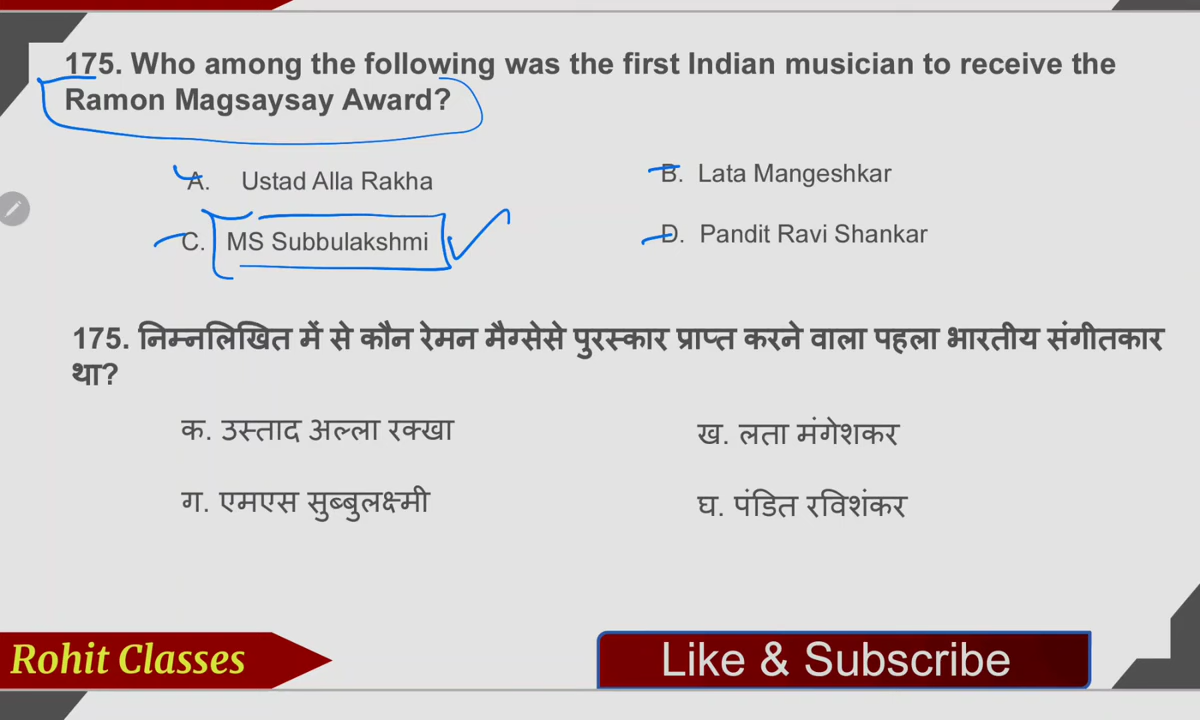 175. Who among the following was the first Indian musician to receive the
Ramon Magsaysay Award?
A. Ustad Alla Rakha
B. Lata Mangeshkar
C. MS Subbulakshmi
D. Pandit Ravi Shankar
175. निम्नलिखित में से कौन रेमन मैग्सेसे पुरस्कार प्राप्त करने वाला पहला भारतीय संगीतकार
था?
क. उस्ताद अल्ला रक्खा
ख. लता मंगेशकर
ग. एमएस सुब्बुलक्ष्मी
घ. पंडित रविशंकर
Rohit Classes
Like & Subscribe